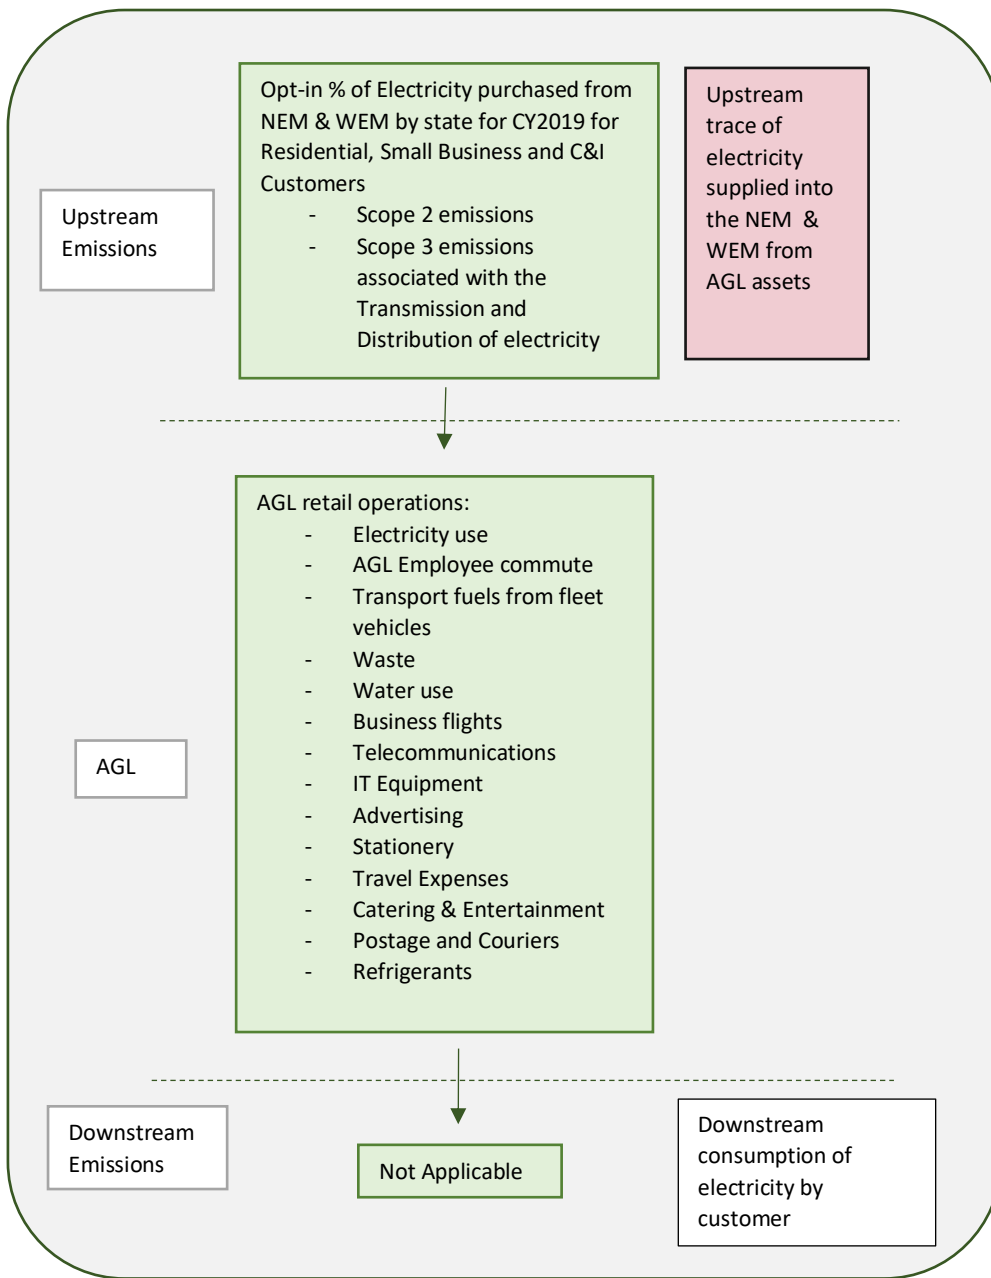 Upstream
Emissions
Opt-in % of Electricity purchased from
NEM & WEM by state for CY2019 for
Residential, Small Business and C&I
Customers
- Scope 2 emissions
- Scope 3 emissions
associated with the
Transmission and
Distribution of electricity
Upstream
trace of
electricity
supplied into
the NEM &
WEM from
AGL assets
AGL
AGL retail operations:
- Electricity use
- AGL Employee commute
- Transport fuels from fleet
vehicles
- Waste
- Water use
- Business flights
- Telecommunications
- IT Equipment
- Advertising
- Stationery
- Travel Expenses
- Catering & Entertainment
- Postage and Couriers
- Refrigerants
Downstream
Emissions
Not Applicable
Downstream
consumption of
electricity by
customer